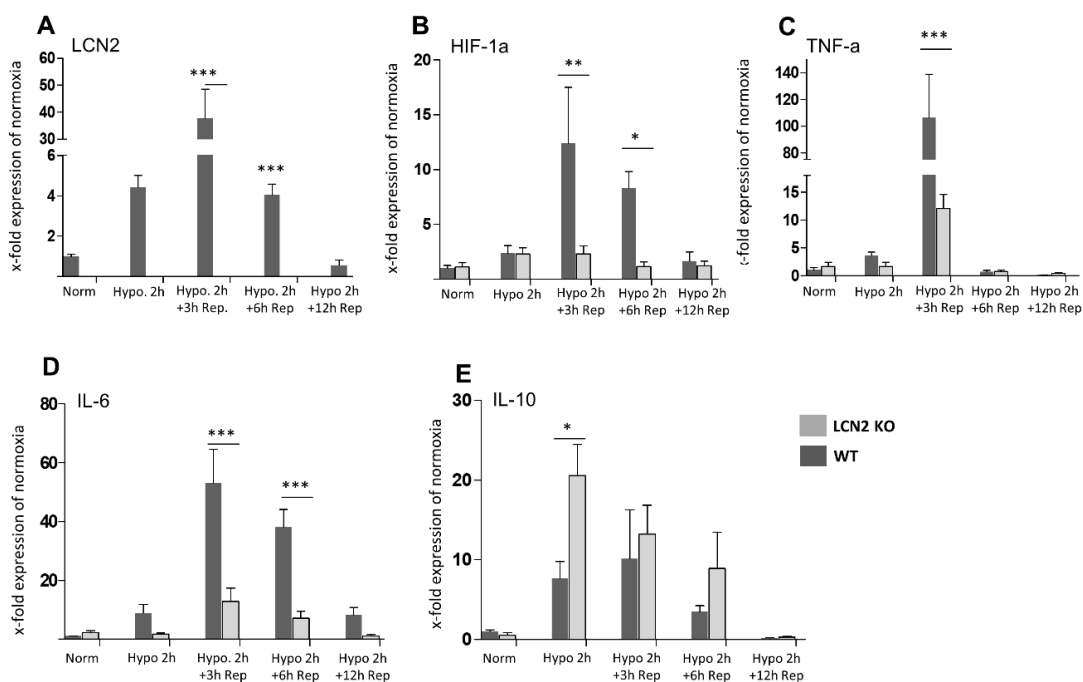 A
LCN2
x-fold expression of normoxia
60
50
40
30
6
4
2
0
***
***
Norm
Hypo. 2h
Hypo. 2h
+3h Rep.
Hypo. 2h
+6h Rep
Hypo 2h
+12h Rep
B
HIF-1a
x-fold expression of normoxia
20
15
10
5
**
*
Norm
Hypo 2h
Hypo 2h
+3h Rep
Hypo 2h
+6h Rep
Hypo 2h
+12h Rep
C
TNF-a
-fold expression of normoxia
140
120
100
80
15
10
5
0
***
Norm
Hypo 2h
Hypo 2h
+3h Rep
Hypo 2h
+6h Rep
Hypo 2h
+12h Rep
D
IL-6
x-fold expression of normoxia
80
60
40
20
***
***
Norm
Hypo 2h
Hypo. 2h
+3h Rep
Hypo 2h
+6h Rep
Hypo 2h
+12h Rep
E
IL-10
x-fold expression of normoxia
30
20
10
0
*
Norm
Hypo 2h
Hypo 2h
+3h Rep
Hypo 2h
+6h Rep
Hypo 2h
+12h Rep
LCN2 KO
WT